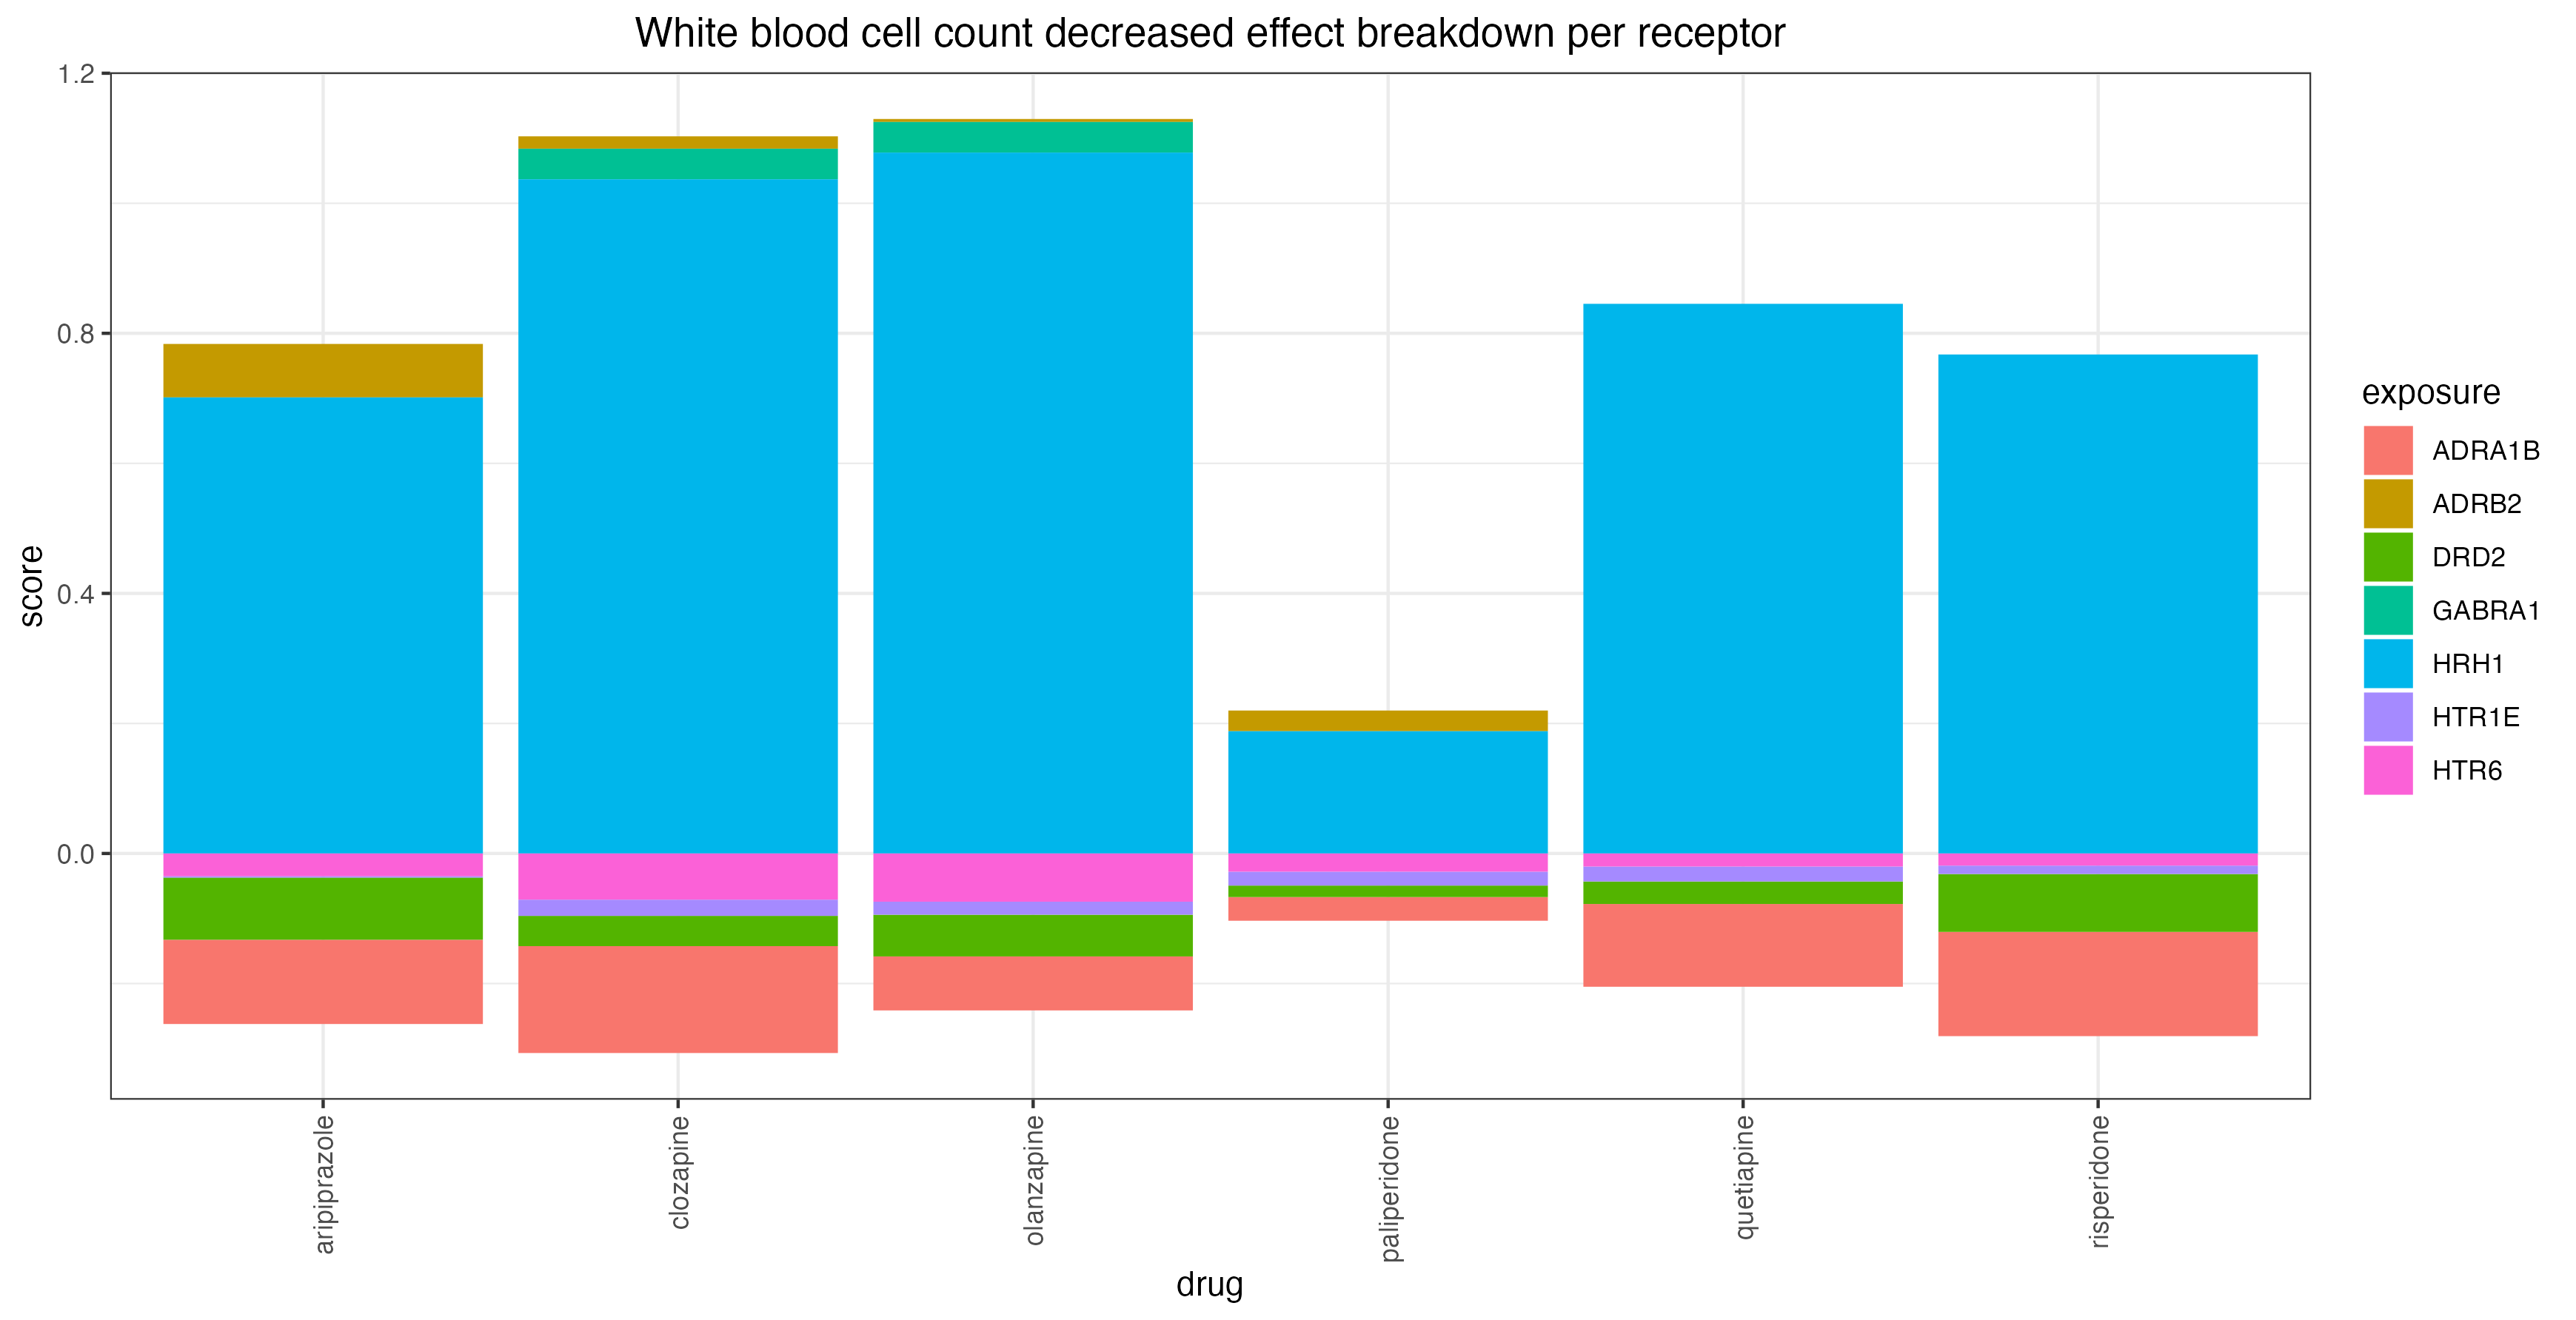 White blood cell count decreased effect breakdown per receptor
1.2
0.8
0.4
0.0
score
aripiprazole
clozapine
olanzapine
paliperidone
quetiapine
risperidone
drug
exposure
ADRA1B
ADRB2
DRD2
GABRA1
HRH1
HTR1E
HTR6